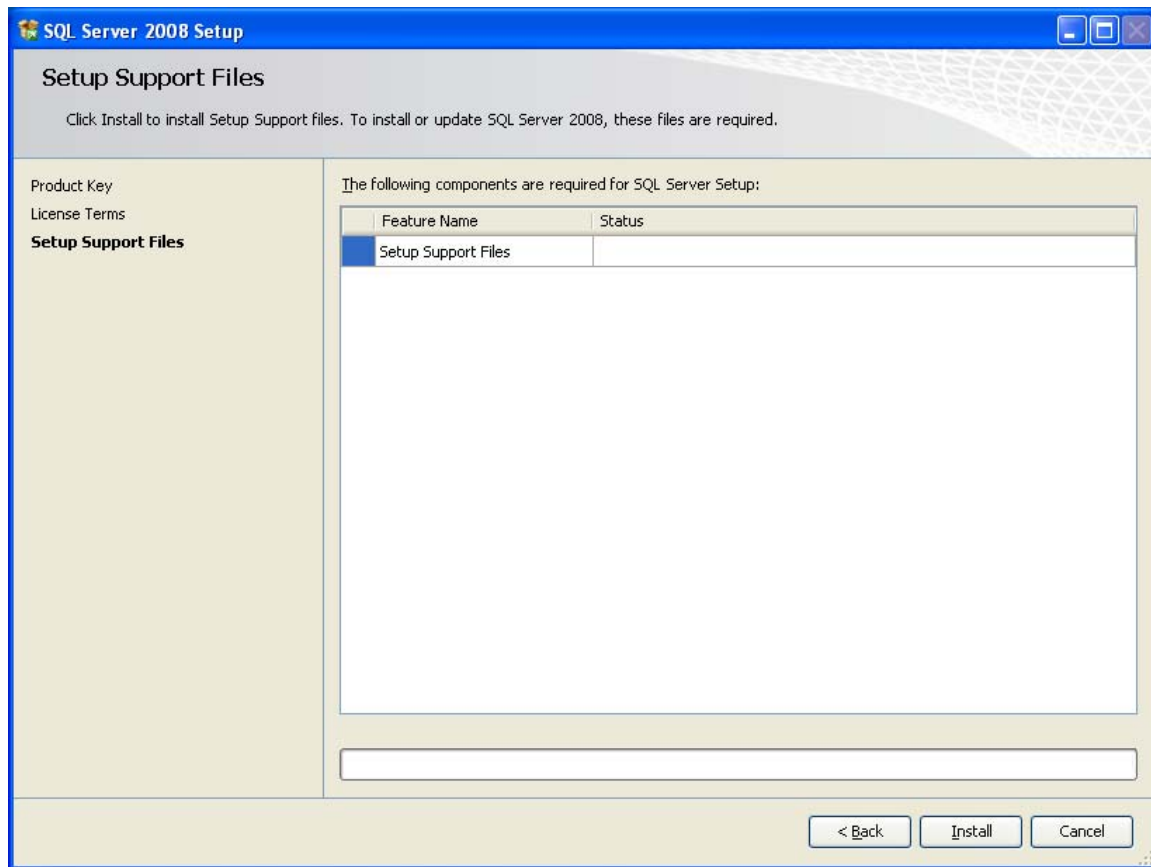 SQL Server 2008 Setup
Setup Support Files
Click Install to install Setup Support files. To install or update SQL Server 2008, these files are required.
Product Key
License Terms
Setup Support Files
The following components are required for SQL Server Setup:
Feature Name Status
Setup Support Files
< Back Install Cancel